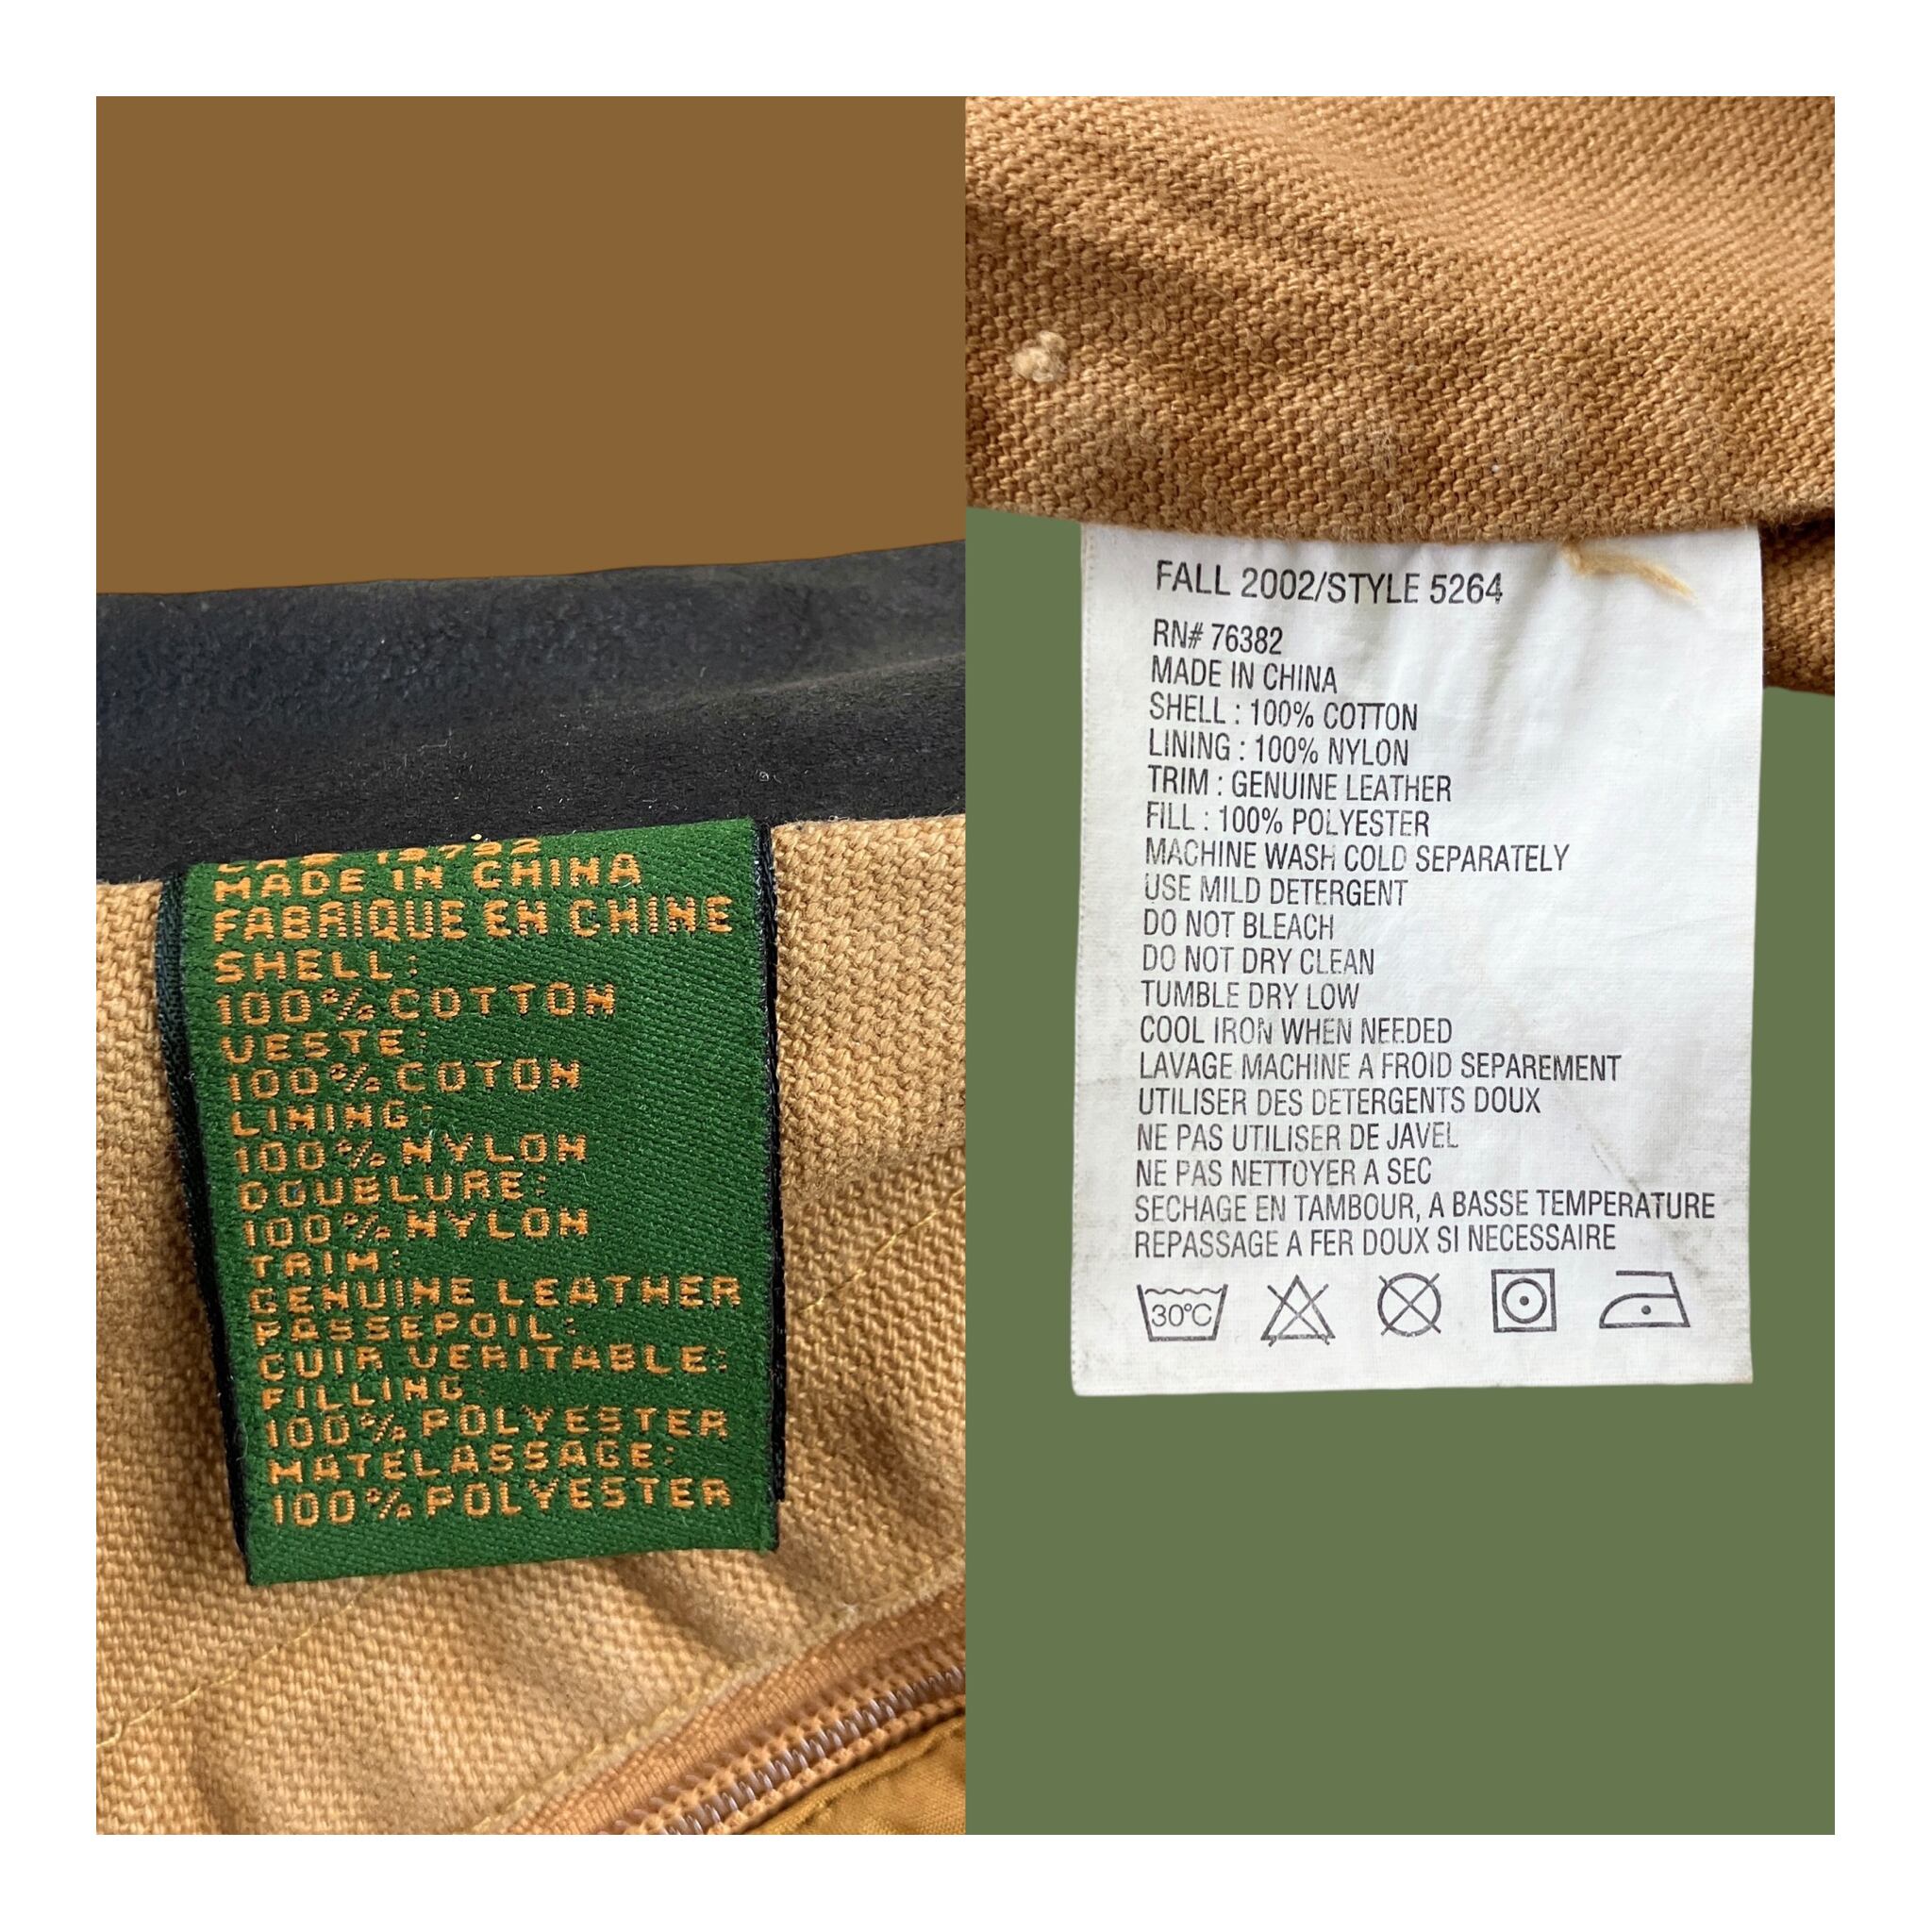 MADE IN CHINA
FABRIQUE EN CHINE
SHELL:
100% COTTON
VESTE:
100% COTON
LINING:
100% NYLON
DOUBLURE:
100% NYLON
TRIM:
GENUINE LEATHER
PASSEPOIL:
CUIR VERITABLE:
FILLING:
100% POLYESTER
MATELASSAGE:
100% POLYESTER
FALL 2002/STYLE 5264
RN# 76382
MADE IN CHINA
SHELL : 100% COTTON
LINING : 100% NYLON
TRIM : GENUINE LEATHER
FILL : 100% POLYESTER
MACHINE WASH COLD SEPARATELY
USE MILD DETERGENT
DO NOT BLEACH
DO NOT DRY CLEAN
TUMBLE DRY LOW
COOL IRON WHEN NEEDED
LAVAGE MACHINE A FROID SEPAREMENT
UTILISER DES DETERGENTS DOUX
NE PAS UTILISER DE JAVEL
NE PAS NETTOYER A SEC
SECHAGE EN TAMBOUR, A BASSE TEMPERATURE
REPASSAGE A FER DOUX SI NECESSAIRE
30°C